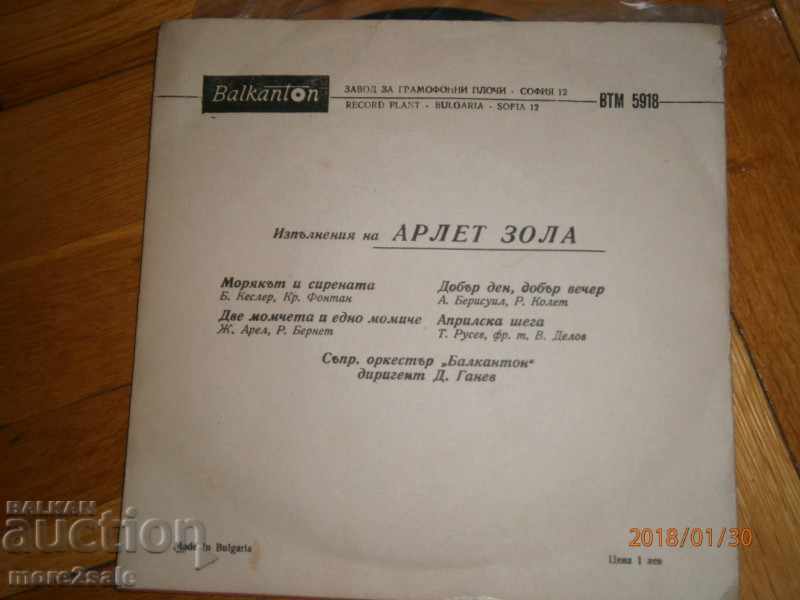 Balkanton
ЗАВОД ЗА ГРАМОФОННИ ПЛОЧИ - СОФИЯ 12
RECORD PLANT - BULGARIA - SOFIA 12
ВТМ 5918
Изпълнения на АРЛЕТ ЗОЛА
Морякът и сирената
Б. Кеслер, Кр. Фонтан
Две момчета и едно момиче
Ж. Арел, Р. Бернет
Добър ден, добър вечер
А. Берисуил, Р. Колет
Априлска шега
Т. Русев, фр. т. В. Делов
Съпр. оркестър „Балкантон“
диригент Д. Ганев
Made in Bulgaria
Цена 1 лев
2018/01/30
BALKAN
auction
more2sale